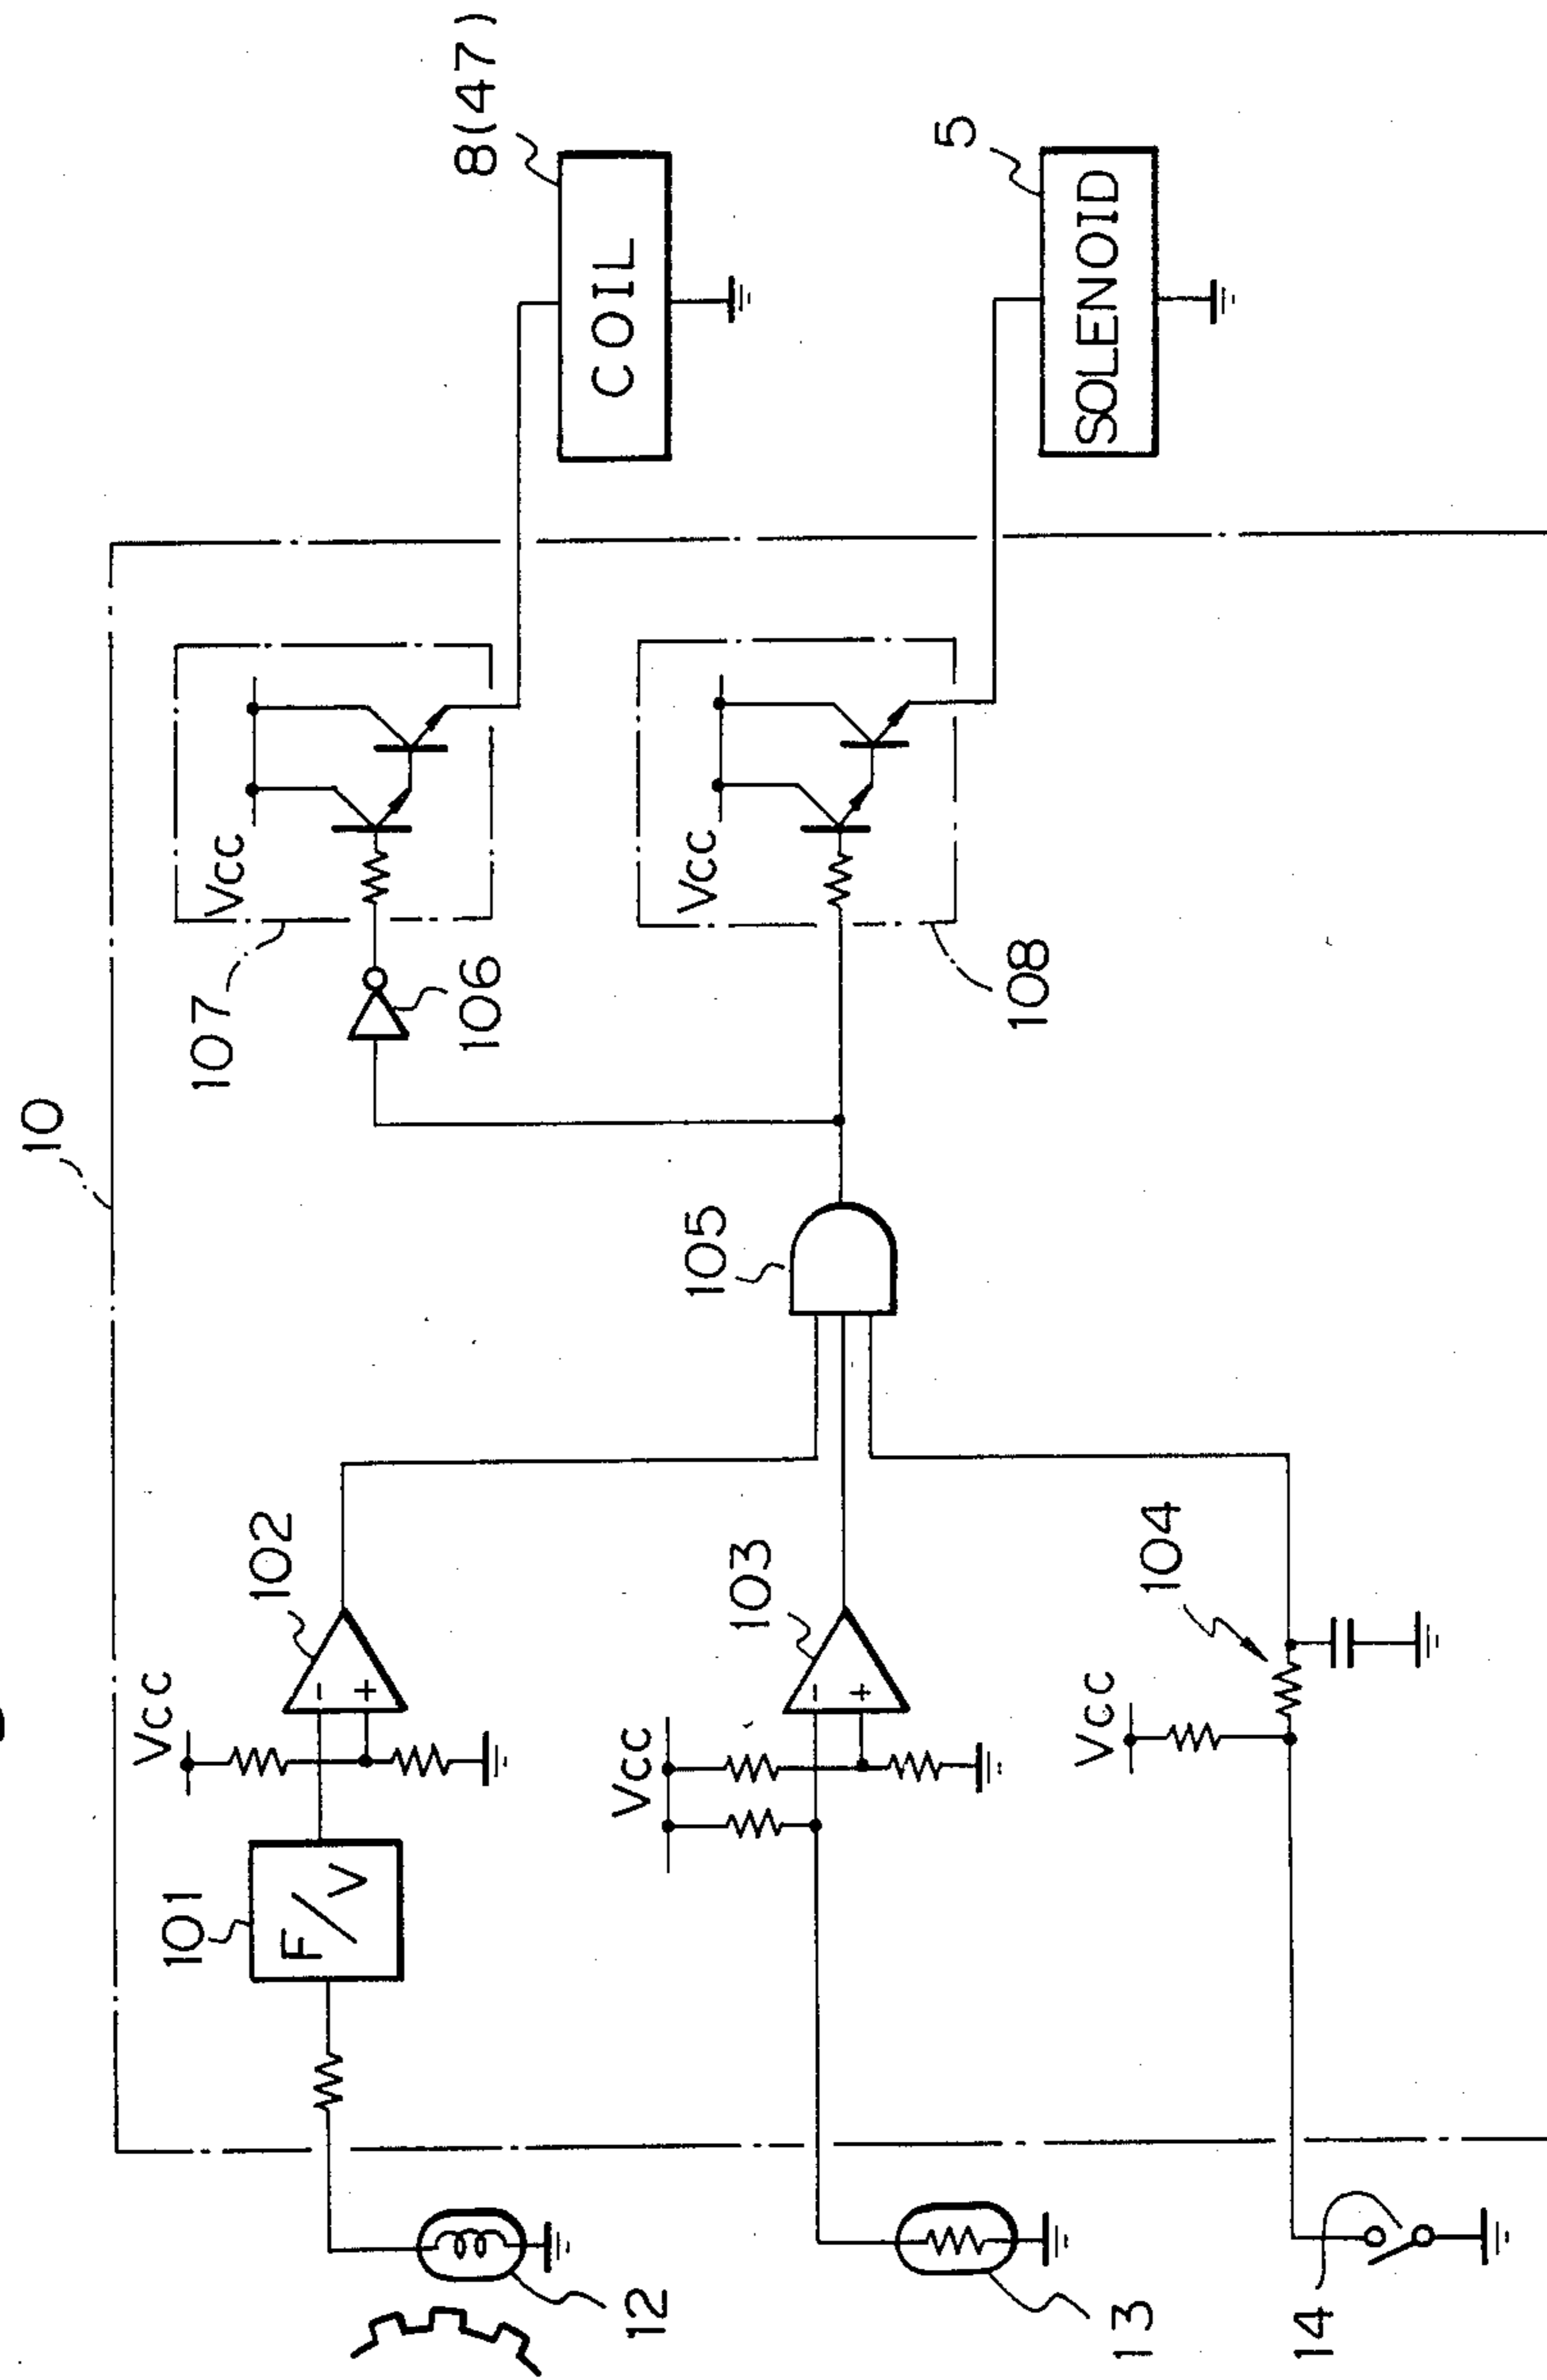 10
107
Vcc
106
8(47)
COIL
Vcc
108
5
SOLENOID
105
102
Vcc
101
F/V
-
+
103
Vcc
-
+
104
Vcc
12
13
14